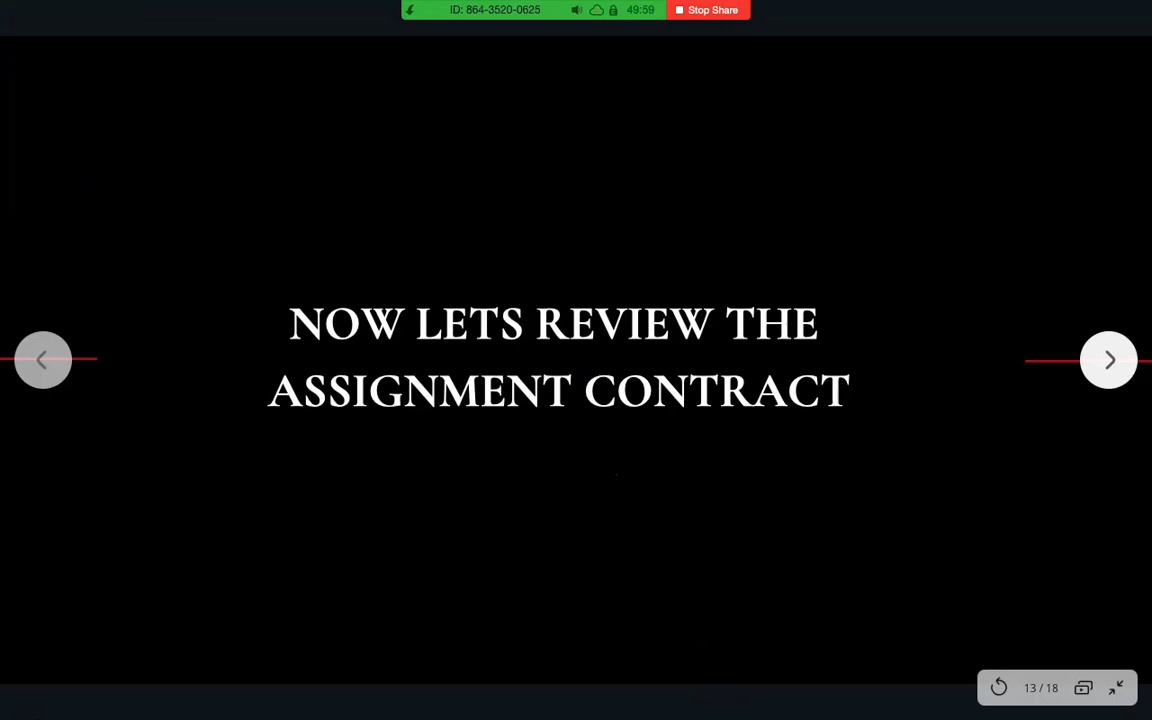 ID: 864-3520-0625 49:59 Stop Share
NOW LETS REVIEW THE
ASSIGNMENT CONTRACT
13 / 18